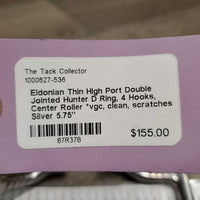 The Tack Collector
1000627-536
Eldonian Thin High Port Double
Jointed Hunter D Ring, 4 Hooks,
Center Roller *vgc, clean, scratches
Silver 5.75"
$155.00
87R37B